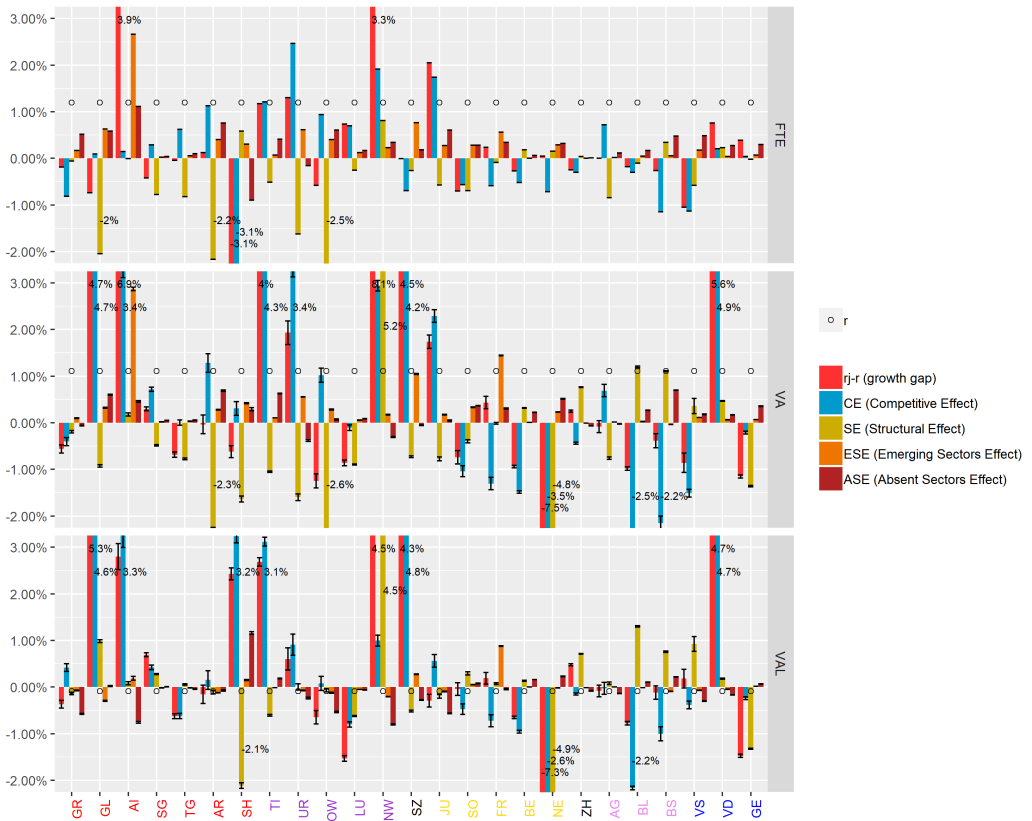 3.00%
2.00%
1.00%
0.00%
-1.00%
-2.00%
3.9%
3.3%
-2%
-2.2%
-3.1%
-3.1%
-2.5%
FTE
3.00%
2.00%
1.00%
0.00%
-1.00%
-2.00%
4.7% 6.9% 4% 6.1% 4.5% 5.6%
4.7% 3.4% 4.3% 3.4% 4.2% 4.9%
5.2%
-2.3% -2.6% -4.8%
-3.5% -2.5% -2.2%
-7.5%
VA
3.00%
2.00%
1.00%
0.00%
-1.00%
-2.00%
5.3% 4.5% 4.3% 4.7%
4.6% 3.3% 3.2% 3.1% 4.8% 4.7%
4.5%
-2.1% -4.9%
-2.6% -2.2%
-7.3%
VAL
GR GL AI SG TG AR SH TI UR OW LU NW SZ JU SO FR BE NE ZH AG BL BS VS VD GE
r
rj-r (growth gap)
CE (Competitive Effect)
SE (Structural Effect)
ESE (Emerging Sectors Effect)
ASE (Absent Sectors Effect)